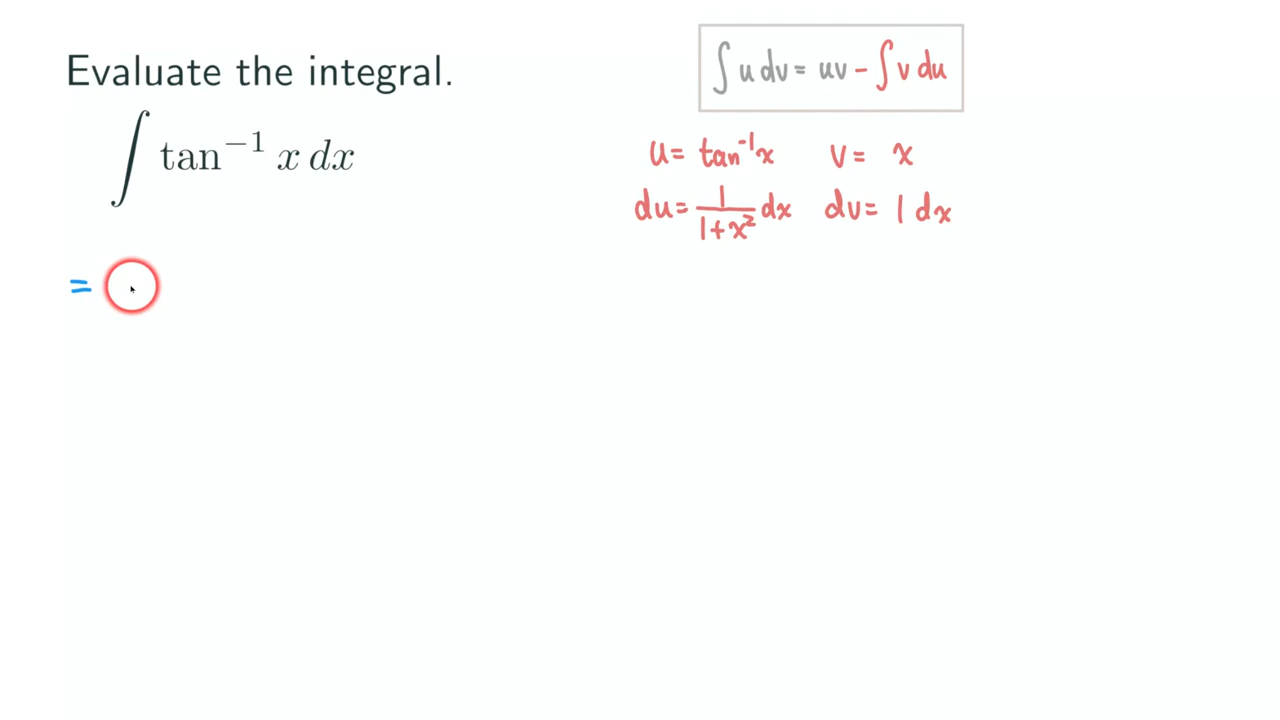 Evaluate the integral.
∫ tan⁻¹ x dx
∫ u dv = uv - ∫ v du
u = tan⁻¹x v = x
du = 1/(1+x²) dx dv = 1 dx
=